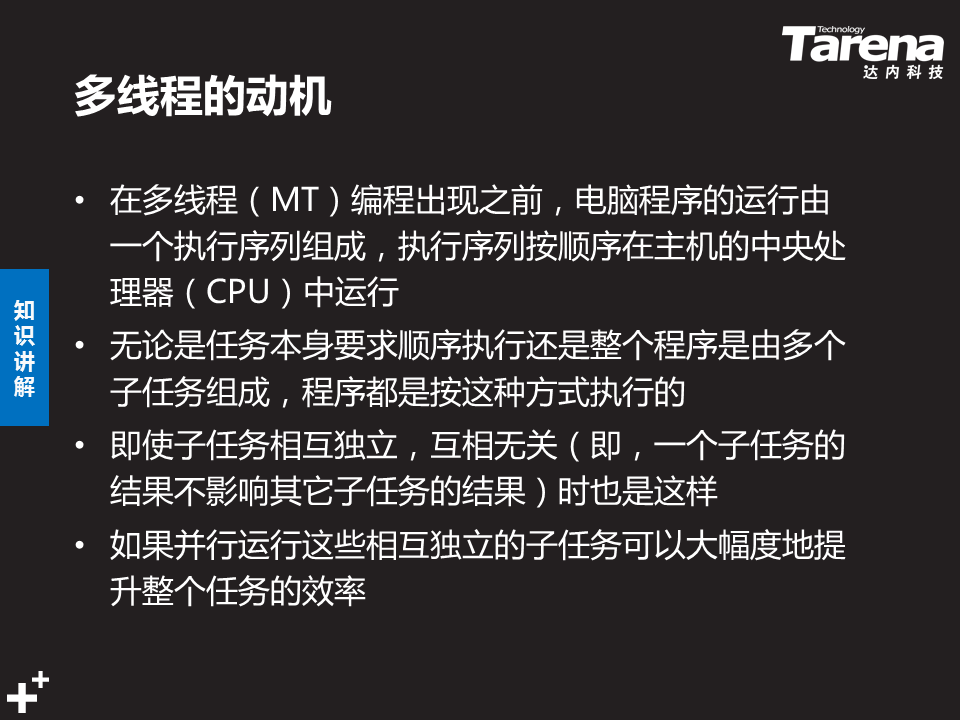 Technology
Tarena
达内科技
多线程的动机
• 在多线程（MT）编程出现之前，电脑程序的运行由
一个执行序列组成，执行序列按顺序在主机的中央处
理器（CPU）中运行
• 无论是任务本身要求顺序执行还是整个程序是由多个
子任务组成，程序都是按这种方式执行的
• 即使子任务相互独立，互相无关（即，一个子任务的
结果不影响其它子任务的结果）时也是这样
• 如果并行运行这些相互独立的子任务可以大幅度地提
升整个任务的效率
知
识
讲
解